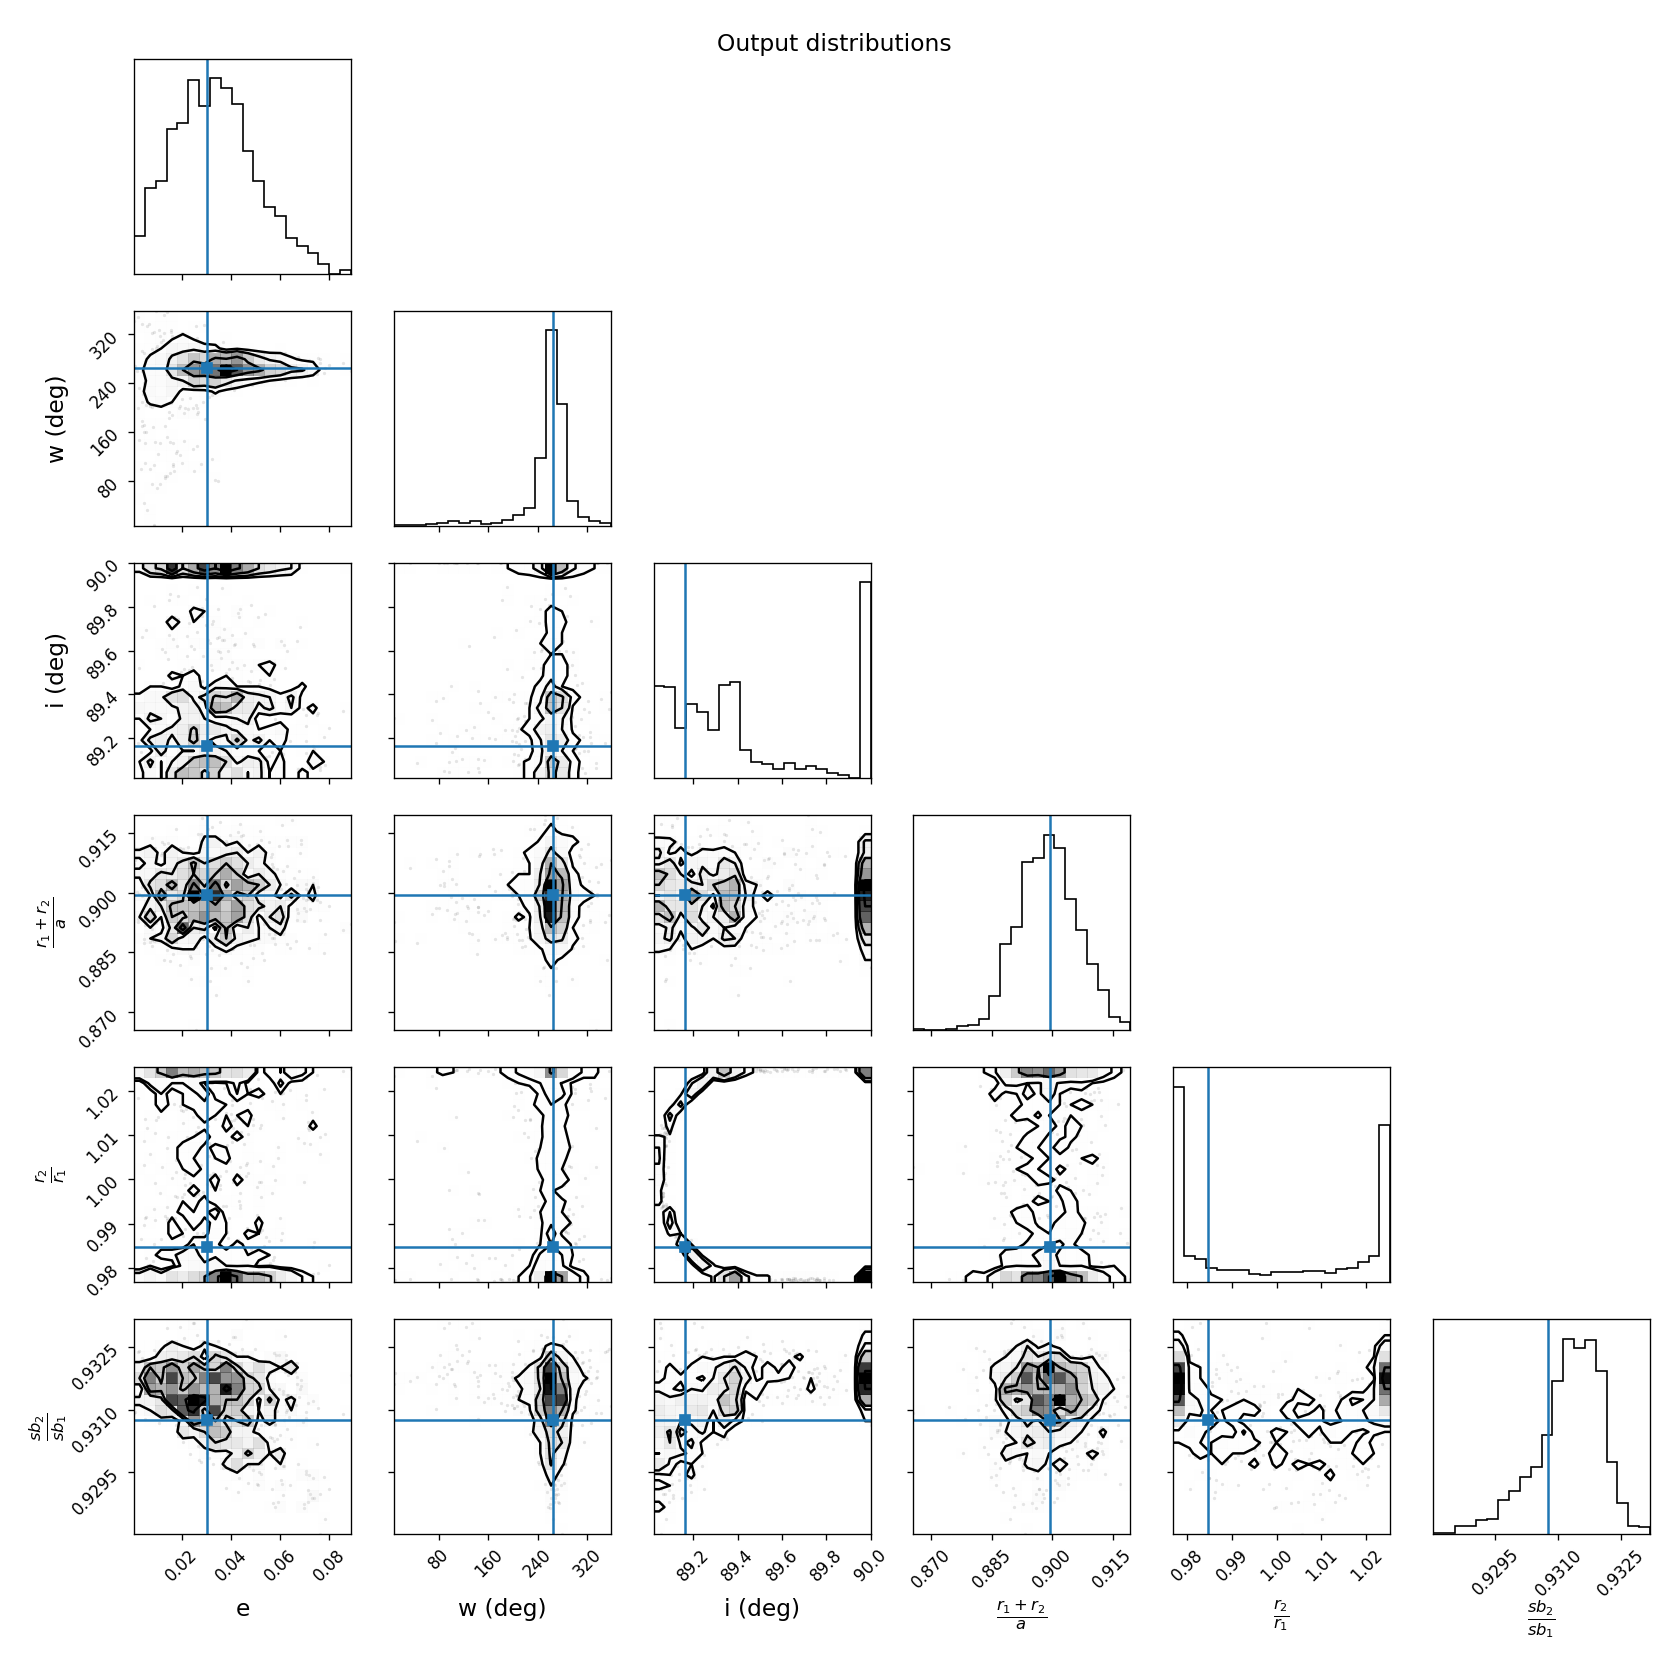 Output distributions
w (deg)
320
240
160
80
i (deg)
90.0
89.8
89.6
89.4
89.2
r₁ + r₂
a
0.915
0.900
0.885
0.870
r₂
r₁
1.02
1.01
1.00
0.99
0.98
sb₂
sb₁
0.9325
0.9310
0.9295
0.02 0.04 0.06 0.08 80 160 240 320 89.2 89.4 89.6 89.8 90.0 0.870 0.885 0.900 0.915 0.98 0.99 1.00 1.01 1.02 0.9295 0.9310 0.9325
e w (deg) i (deg)
r₁ + r₂
a
r₂
r₁
sb₂
sb₁